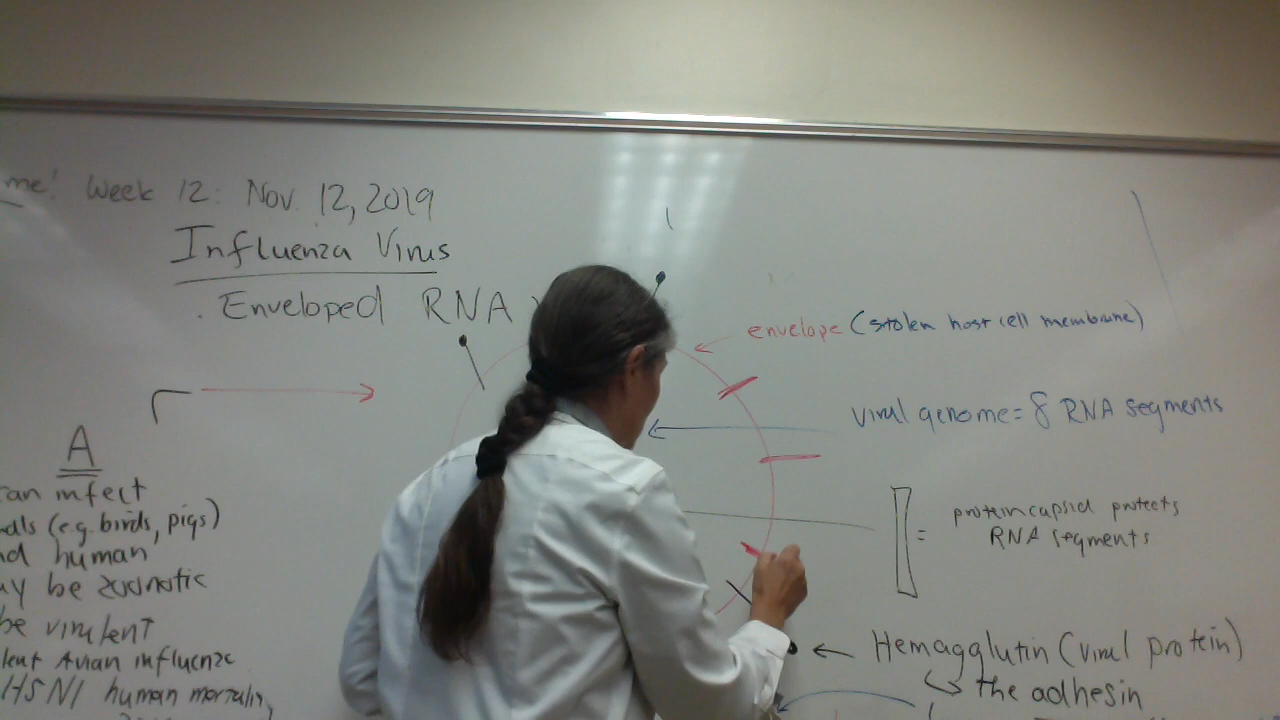 me! Week 12: Nov. 12, 2019
Influenza Virus
. Enveloped RNA
envelope (stolen host cell membrane)
viral genome = 8 RNA segments
= protein capsid protects
RNA segments
Hemagglutin (viral protein)
↳ the adhesin
A
an infect
als (e.g. birds, pigs)
d human
y be zoonotic
be virulent
lent Avian influenza
H5N1 human mortality